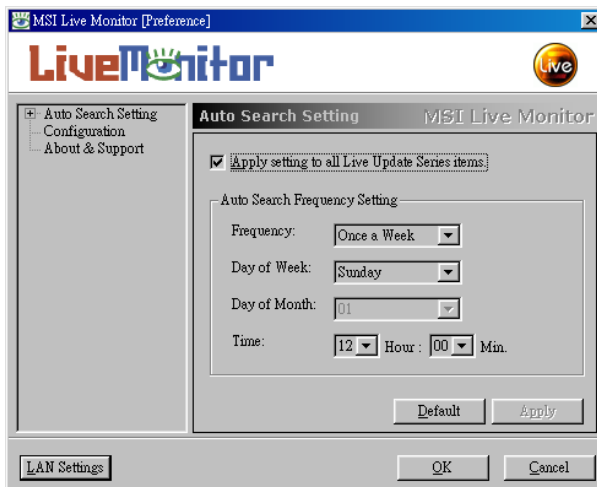 MSI Live Monitor [Preference]
LiveMonitor
Live
Auto Search Setting
Configuration
About & Support
Auto Search Setting
MSI Live Monitor
Apply setting to all Live Update Series items.
Auto Search Frequency Setting
Frequency: Once a Week
Day of Week: Sunday
Day of Month: 01
Time: 12 Hour : 00 Min.
Default Apply
LAN Settings OK Cancel